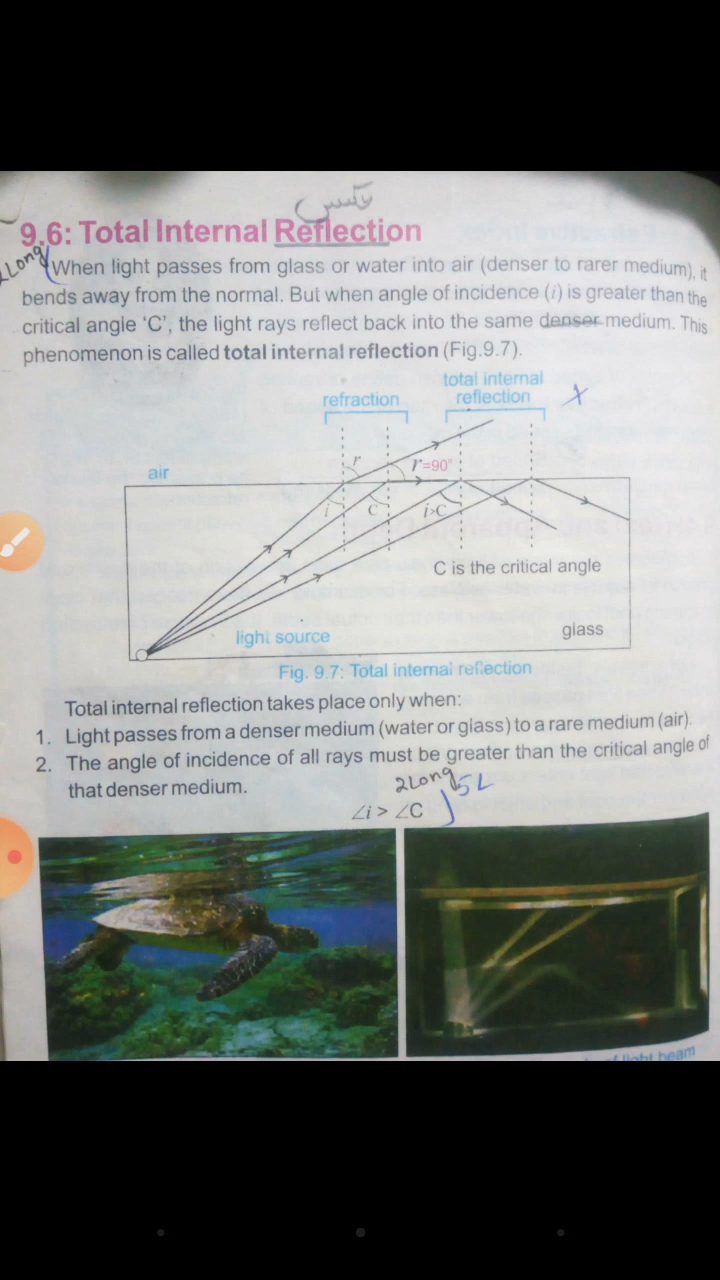 عکس
9.6: Total Internal Reflection
2Long
When light passes from glass or water into air (denser to rarer medium), it
bends away from the normal. But when angle of incidence (i) is greater than the
critical angle ‘C’, the light rays reflect back into the same denser medium. This
phenomenon is called total internal reflection (Fig.9.7).
refraction
total internal
reflection
air
r
r=90°
i
C
i>C
C is the critical angle
light source
glass
Fig. 9.7: Total internal reflection
Total internal reflection takes place only when:
1. Light passes from a denser medium (water or glass) to a rare medium (air).
2. The angle of incidence of all rays must be greater than the critical angle of
that denser medium.
2Long
5L
∠i > ∠C
of light beam